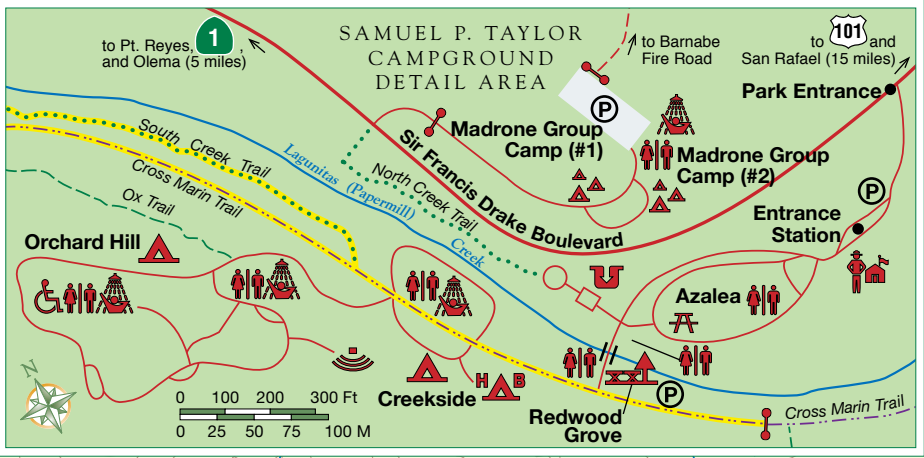 SAMUEL P. TAYLOR
CAMPGROUND
DETAIL AREA
to Pt. Reyes, 1 ,
and Olema (5 miles)
to Barnabe
Fire Road
to 101 and
San Rafael (15 miles)
Park Entrance
P
Madrone Group
Camp (#1)
Madrone Group
Camp (#2)
Sir Francis Drake Boulevard
South Creek Trail
Cross Marin Trail
Lagunitas (Papermill) Creek
North Creek Trail
Ox Trail
P
Entrance
Station
Orchard Hill
Azalea
Creekside
H B
Redwood
Grove
P
Cross Marin Trail
N
0 100 200 300 Ft
0 25 50 75 100 M